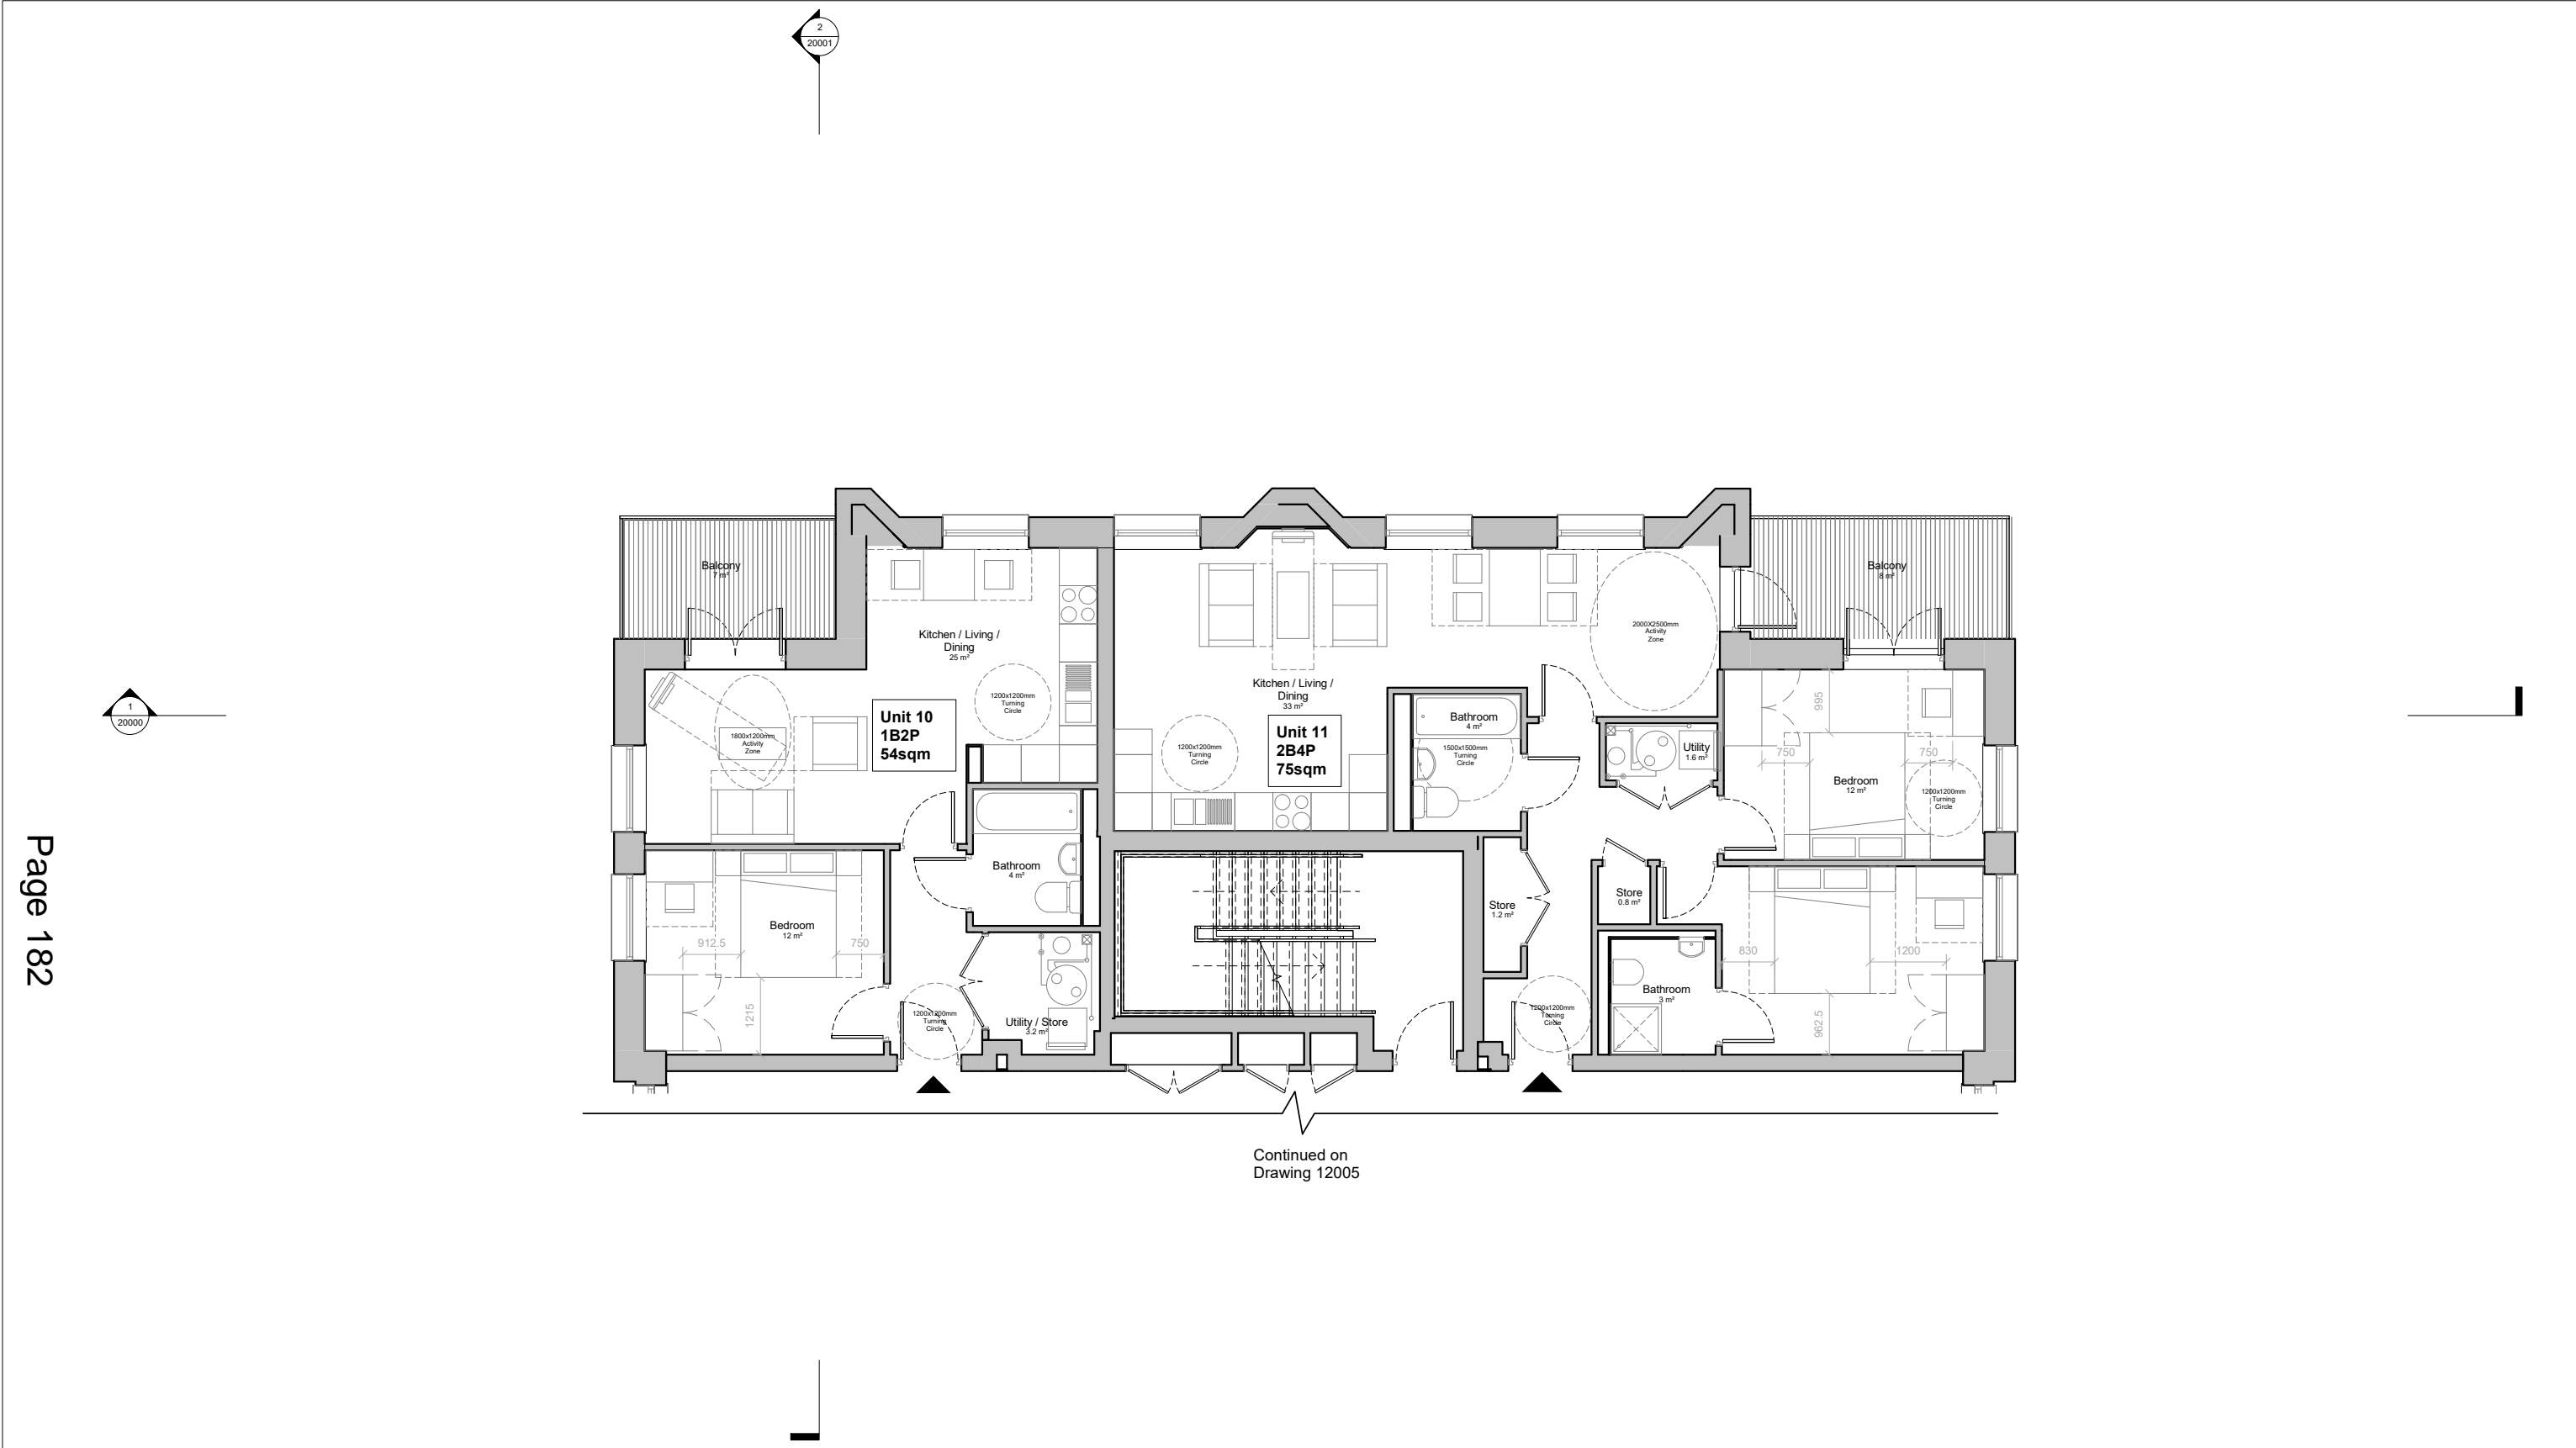 2
20001
Balcony
7 m²
Balcony
8 m²
Kitchen / Living /
Dining
25 m²
2000X2500mm
Activity
Zone
1200x1200mm
Turning
Circle
Unit 10
1B2P
54sqm
1800x1200mm
Activity
Zone
Kitchen / Living /
Dining
33 m²
Unit 11
2B4P
75sqm
1200x1200mm
Turning
Circle
Bathroom
4 m²
1500x1500mm
Turning
Circle
Utility
1.6 m²
995
750
750
Bedroom
12 m²
1200x1200mm
Turning
Circle
1
20000
Page 182
Bathroom
4 m²
Bedroom
12 m²
912.5
750
1215
1200x1200mm
Turning
Circle
Utility / Store
3.2 m²
Store
1.2 m²
Store
0.8 m²
830
1200
962.5
Bathroom
3 m²
1200x1200mm
Turning
Circle
Continued on
Drawing 12005